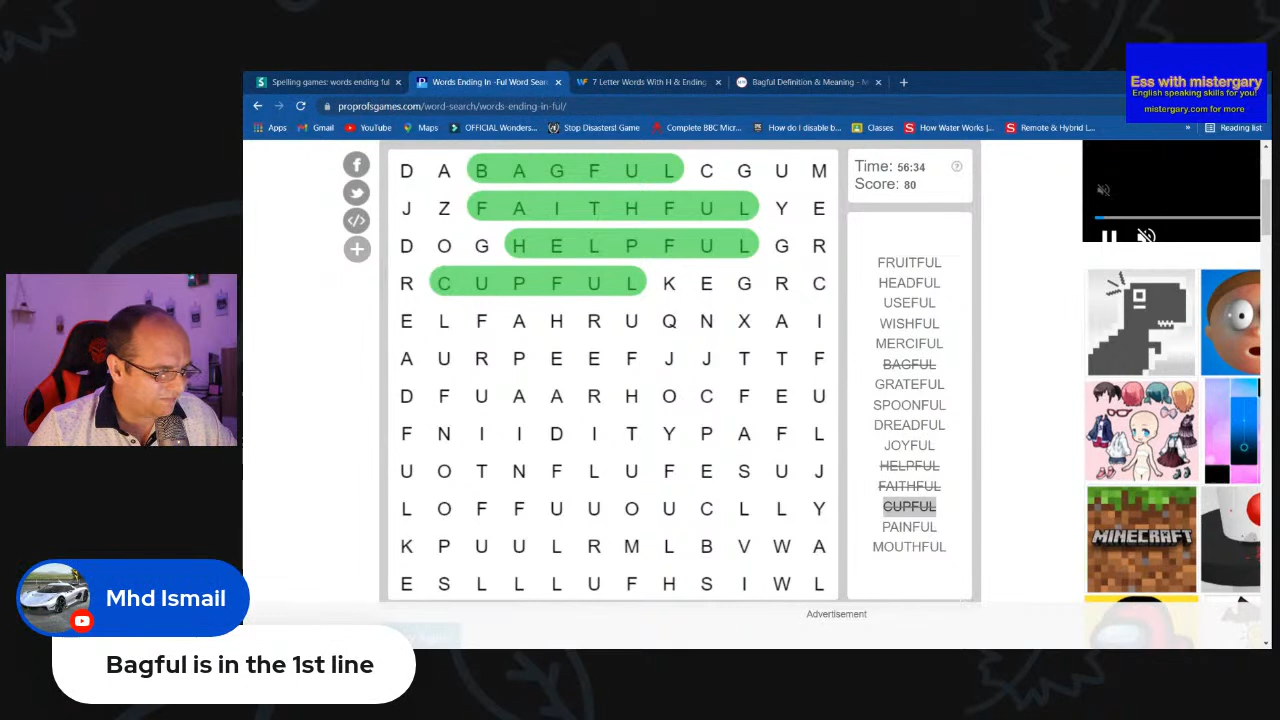 Ess with mistergary
English speaking skills for you!
mistergary.com for more
Spelling games: words ending ful
Words Ending In -Ful Word Sear
7 Letter Words With H & Ending
Bagful Definition & Meaning - M
proprofsgames.com/word-search/words-ending-in-ful/
Apps Gmail YouTube Maps OFFICIAL Wonders... Stop Disasters! Game Complete BBC Micr... How do I disable b... Classes How Water Works |... Remote & Hybrid L... » Reading list
D A B A G F U L C G U M
J Z F A I T H F U L Y E
D O G H E L P F U L G R
R C U P F U L K E G R C
E L F A H R U Q N X A I
A U R P E E F J J T T F
D F U A A R H O C F E U
F N I I D I T Y P A F L
U O T N F L U F E S U J
L O F F U U O U C L L Y
K P U U L R M L B V W A
E S L L L U F H S I W L
Time: 56:34
Score: 80
FRUITFUL
HEADFUL
USEFUL
WISHFUL
MERCIFUL
BAGFUL
GRATEFUL
SPOONFUL
DREADFUL
JOYFUL
HELPFUL
FAITHFUL
CUPFUL
PAINFUL
MOUTHFUL
MINECRAFT
Advertisement
Mhd Ismail
Bagful is in the 1st line